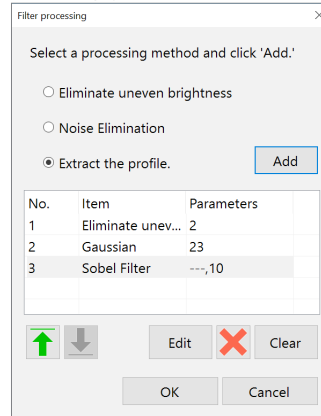 Filter processing
Select a processing method and click 'Add.'
Eliminate uneven brightness
Noise Elimination
Extract the profile.
Add
No. Item Parameters
1 Eliminate unev... 2
2 Gaussian 23
3 Sobel Filter ---,10
Edit Clear
OK Cancel